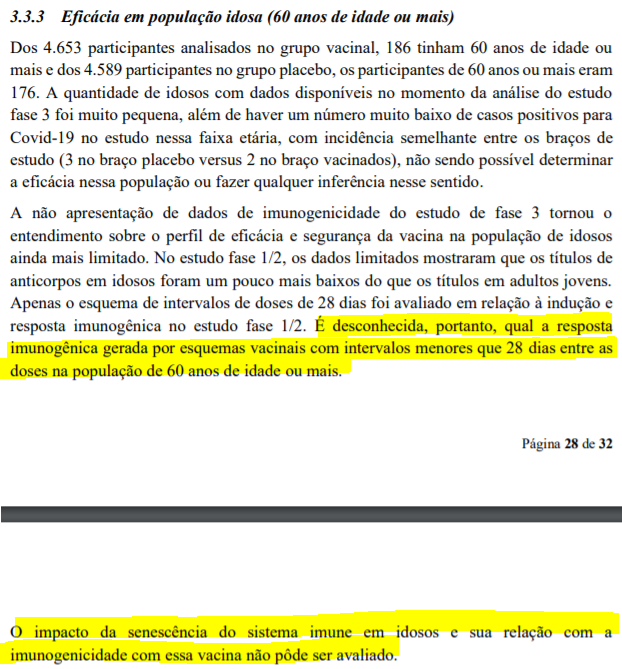 3.3.3 Eficácia em população idosa (60 anos de idade ou mais)
Dos 4.653 participantes analisados no grupo vacinal, 186 tinham 60 anos de idade ou
mais e dos 4.589 participantes no grupo placebo, os participantes de 60 anos ou mais eram
176. A quantidade de idosos com dados disponíveis no momento da análise do estudo
fase 3 foi muito pequena, além de haver um número muito baixo de casos positivos para
Covid-19 no estudo nessa faixa etária, com incidência semelhante entre os braços de
estudo (3 no braço placebo versus 2 no braço vacinados), não sendo possível determinar
a eficácia nessa população ou fazer qualquer inferência nesse sentido.
A não apresentação de dados de imunogenicidade do estudo de fase 3 tornou o
entendimento sobre o perfil de eficácia e segurança da vacina na população de idosos
ainda mais limitado. No estudo fase 1/2, os dados limitados mostraram que os títulos de
anticorpos em idosos foram um pouco mais baixos do que os títulos em adultos jovens.
Apenas o esquema de intervalos de doses de 28 dias foi avaliado em relação à indução e
resposta imunogênica no estudo fase 1/2. É desconhecida, portanto, qual a resposta
imunogênica gerada por esquemas vacinais com intervalos menores que 28 dias entre as
doses na população de 60 anos de idade ou mais.
Página 28 de 32
O impacto da senescência do sistema imune em idosos e sua relação com a
imunogenicidade com essa vacina não pôde ser avaliado.